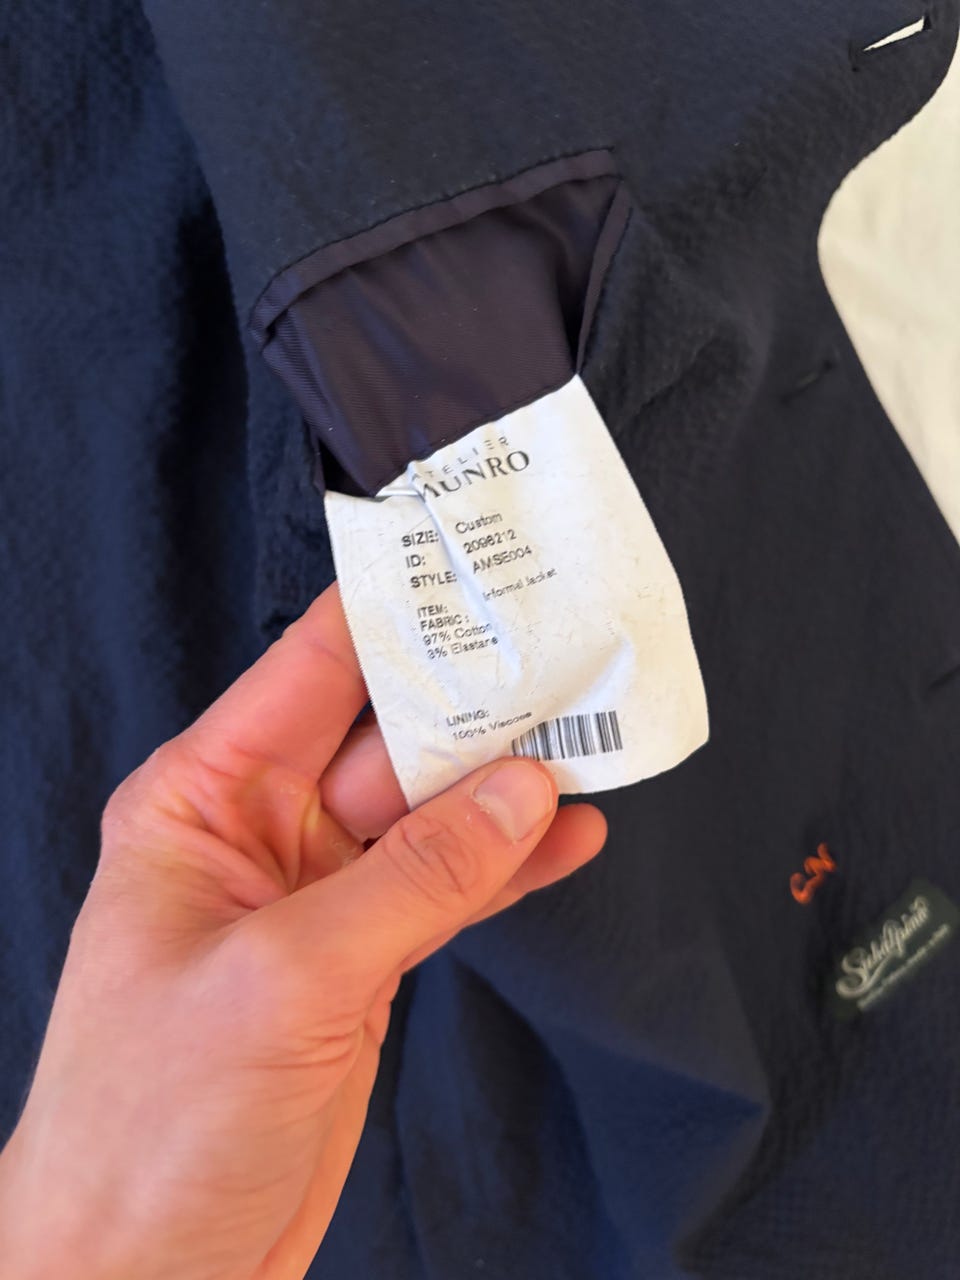 ATELIER
MUNRO
SIZE: Custom
ID: 2098212
STYLE: AMSE004
ITEM: Informal Jacket
FABRIC:
97% Cotton
3% Elastane
LINING:
100% Viscose
Subalpino